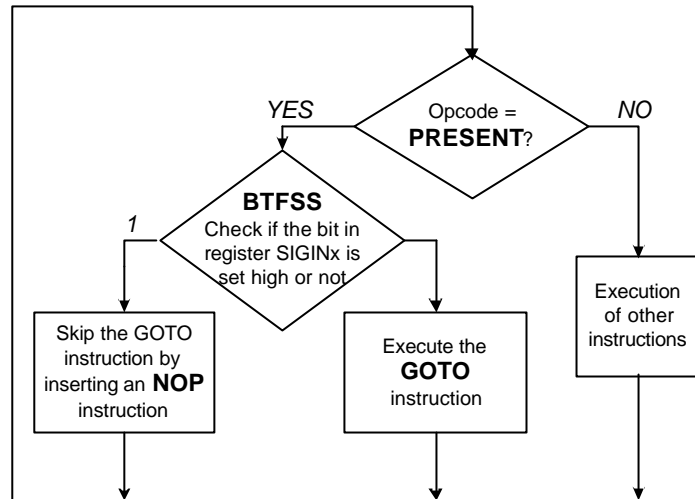 Opcode =
PRESENT?
YES
NO
BTFSS
Check if the bit in
register SIGINx is
set high or not
1
Skip the GOTO
instruction by
inserting an NOP
instruction
Execute the
GOTO
instruction
Execution
of other
instructions